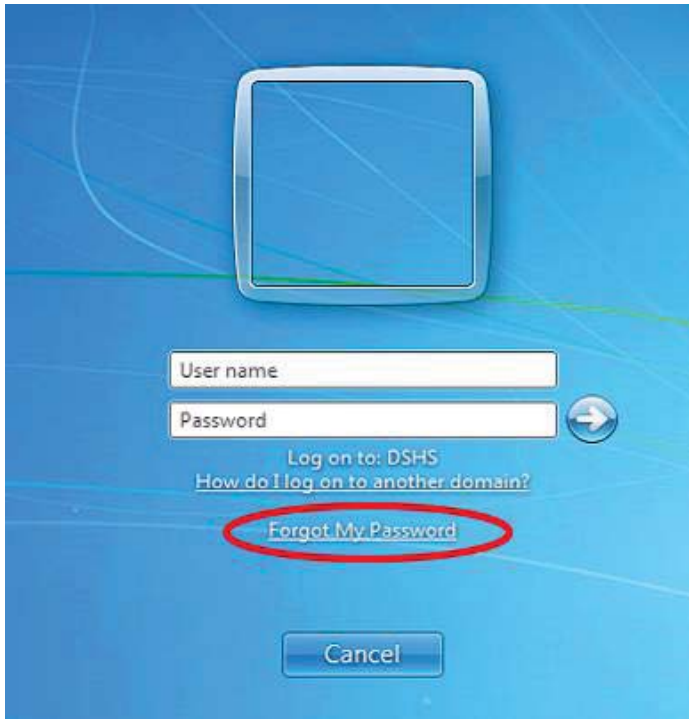 User name
Password
Log on to: DSHS
How do I log on to another domain?
Forgot My Password
Cancel